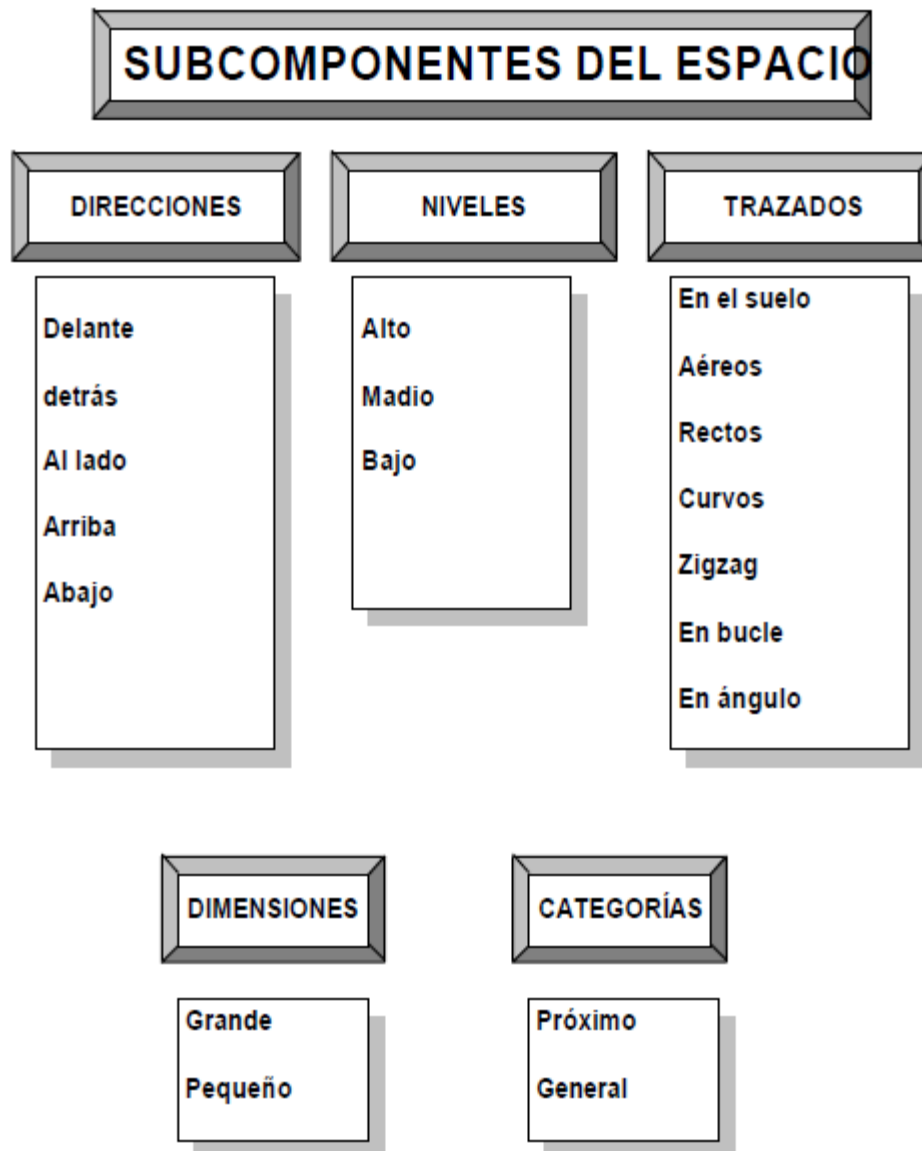 SUBCOMPONENTES DEL ESPACIO
DIRECCIONES
Delante
detrás
Al lado
Arriba
Abajo
NIVELES
Alto
Madio
Bajo
TRAZADOS
En el suelo
Aéreos
Rectos
Curvos
Zigzag
En bucle
En ángulo
DIMENSIONES
Grande
Pequeño
CATEGORÍAS
Próximo
General